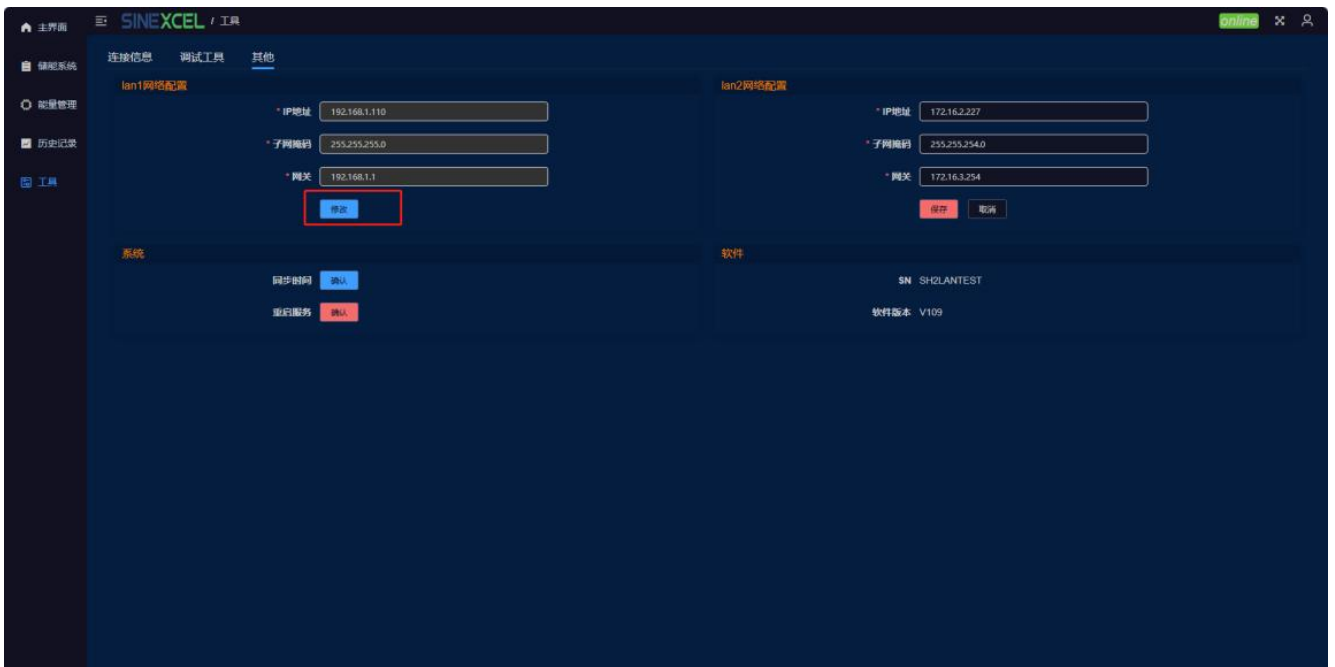 主界面
SINEXCEL / 工具
online
储能系统
能量管理
历史记录
工具
连接信息 调试工具 其他
lan1网络配置
* IP地址 192.168.1.110
* 子网掩码 255.255.255.0
* 网关 192.168.1.1
修改
lan2网络配置
* IP地址 172.16.2.227
* 子网掩码 255.255.254.0
* 网关 172.16.3.254
保存 取消
系统
同步时间 确认
重启服务 确认
软件
SN SH2LANTEST
软件版本 V109